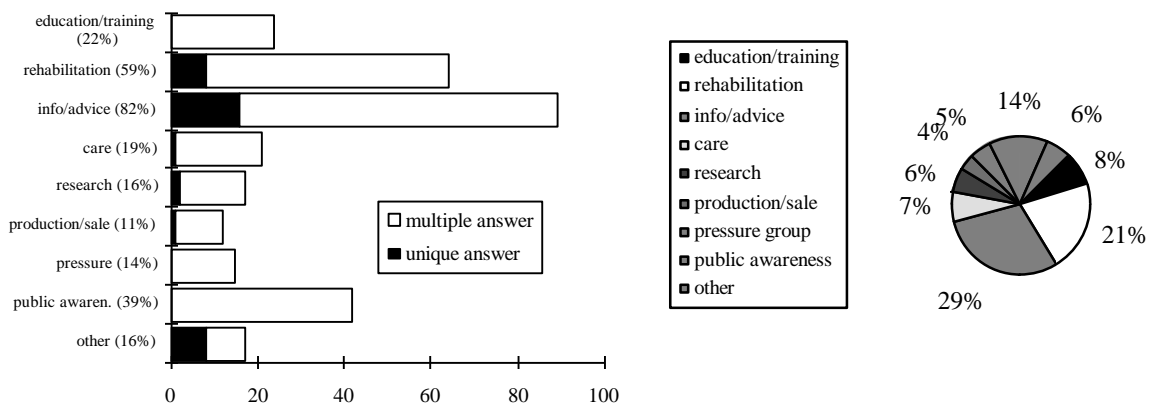 education/training
(22%)
rehabilitation (59%)
info/advice (82%)
care (19%)
research (16%)
production/sale (11%)
pressure (14%)
public awaren. (39%)
other (16%)
0 20 40 60 80 100
multiple answer
unique answer
education/training
rehabilitation
info/advice
care
research
production/sale
pressure group
public awareness
other
14%
6%
8%
21%
29%
7%
6%
4%
5%